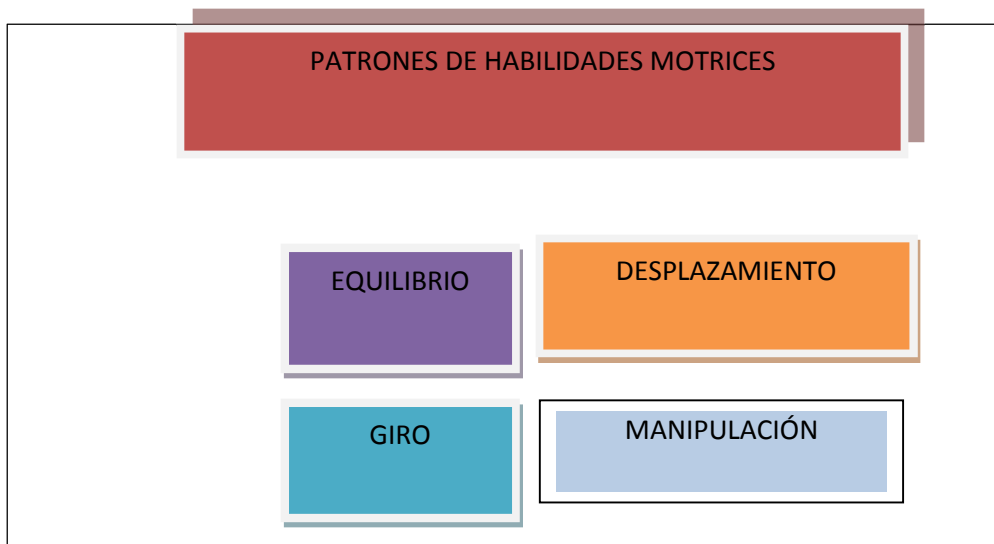 PATRONES DE HABILIDADES MOTRICES
EQUILIBRIO
DESPLAZAMIENTO
GIRO
MANIPULACIÓN